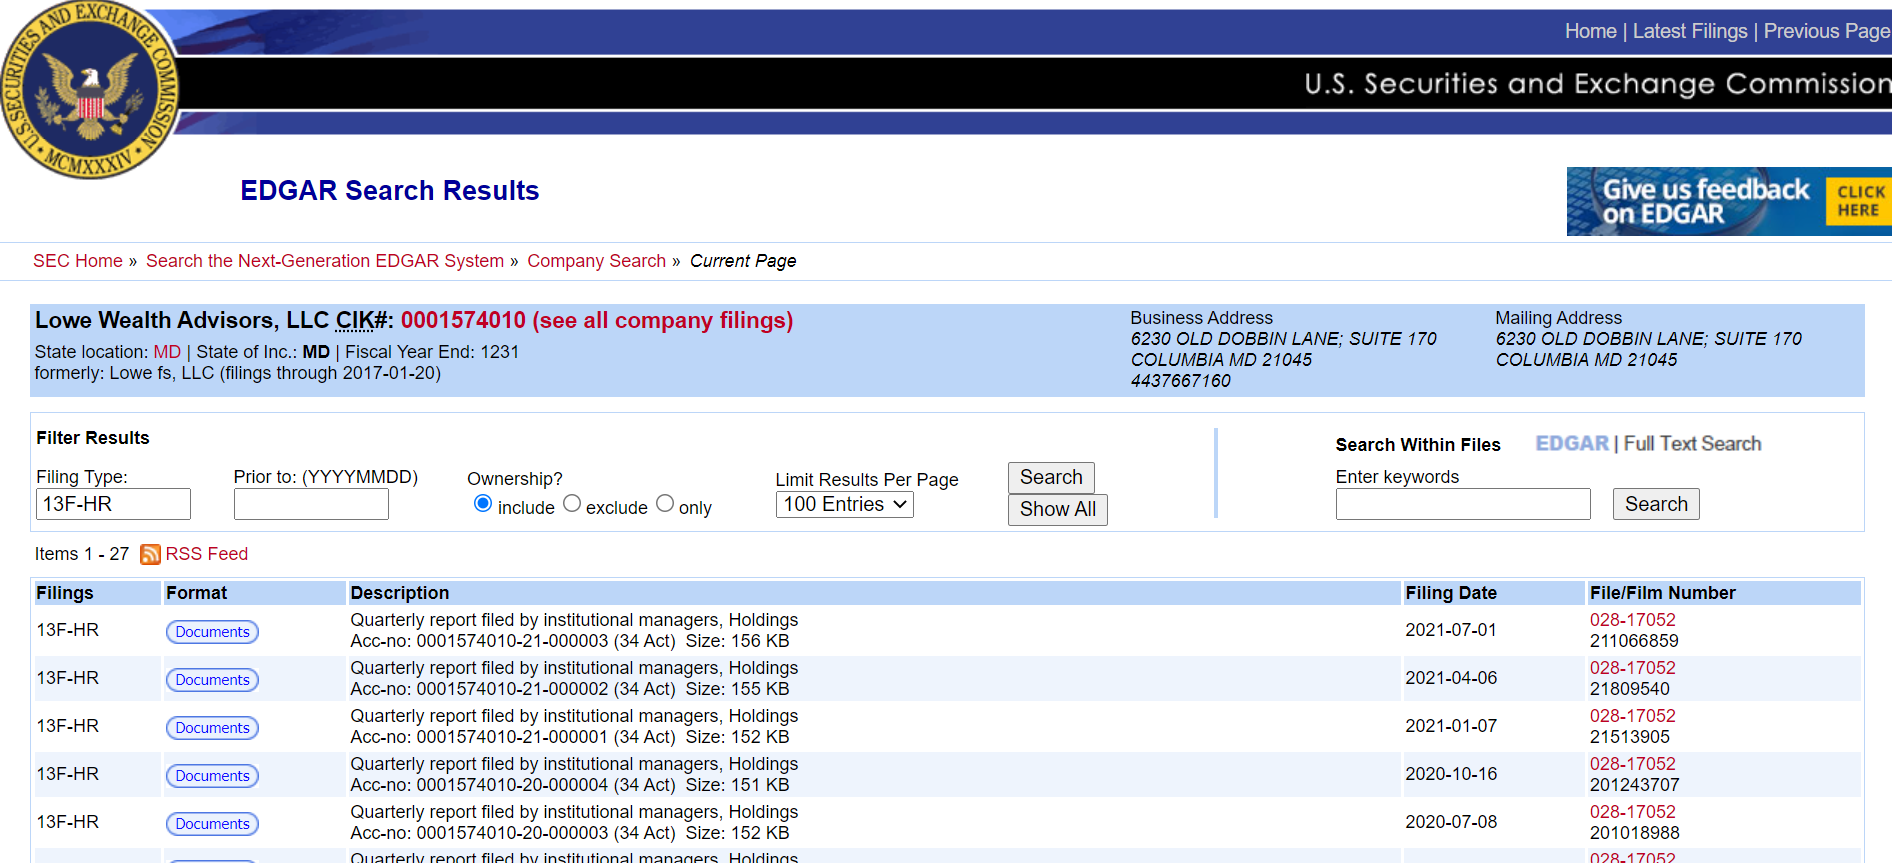 U.S. SECURITIES AND EXCHANGE COMMISSION
MCMXXXIV
Home | Latest Filings | Previous Page
U.S. Securities and Exchange Commission
EDGAR Search Results
Give us feedback
on EDGAR
CLICK
HERE
SEC Home » Search the Next-Generation EDGAR System » Company Search » Current Page
Lowe Wealth Advisors, LLC CIK#: 0001574010 (see all company filings)
State location: MD | State of Inc.: MD | Fiscal Year End: 1231
formerly: Lowe fs, LLC (filings through 2017-01-20)
Business Address
6230 OLD DOBBIN LANE; SUITE 170
COLUMBIA MD 21045
4437667160
Mailing Address
6230 OLD DOBBIN LANE; SUITE 170
COLUMBIA MD 21045
Filter Results
Filing Type:
13F-HR
Prior to: (YYYYMMDD)
Ownership?
include exclude only
Limit Results Per Page
100 Entries
Search
Show All
Search Within Files EDGAR | Full Text Search
Enter keywords
Search
Items 1 - 27 RSS Feed
Filings Format Description Filing Date File/Film Number
13F-HR Documents Quarterly report filed by institutional managers, Holdings 2021-07-01 028-17052
Acc-no: 0001574010-21-000003 (34 Act) Size: 156 KB 211066859
13F-HR Documents Quarterly report filed by institutional managers, Holdings 2021-04-06 028-17052
Acc-no: 0001574010-21-000002 (34 Act) Size: 155 KB 21809540
13F-HR Documents Quarterly report filed by institutional managers, Holdings 2021-01-07 028-17052
Acc-no: 0001574010-21-000001 (34 Act) Size: 152 KB 21513905
13F-HR Documents Quarterly report filed by institutional managers, Holdings 2020-10-16 028-17052
Acc-no: 0001574010-20-000004 (34 Act) Size: 151 KB 201243707
13F-HR Documents Quarterly report filed by institutional managers, Holdings 2020-07-08 028-17052
Acc-no: 0001574010-20-000003 (34 Act) Size: 152 KB 201018988
Quarterly report filed by institutional managers, Holdings 028-17052